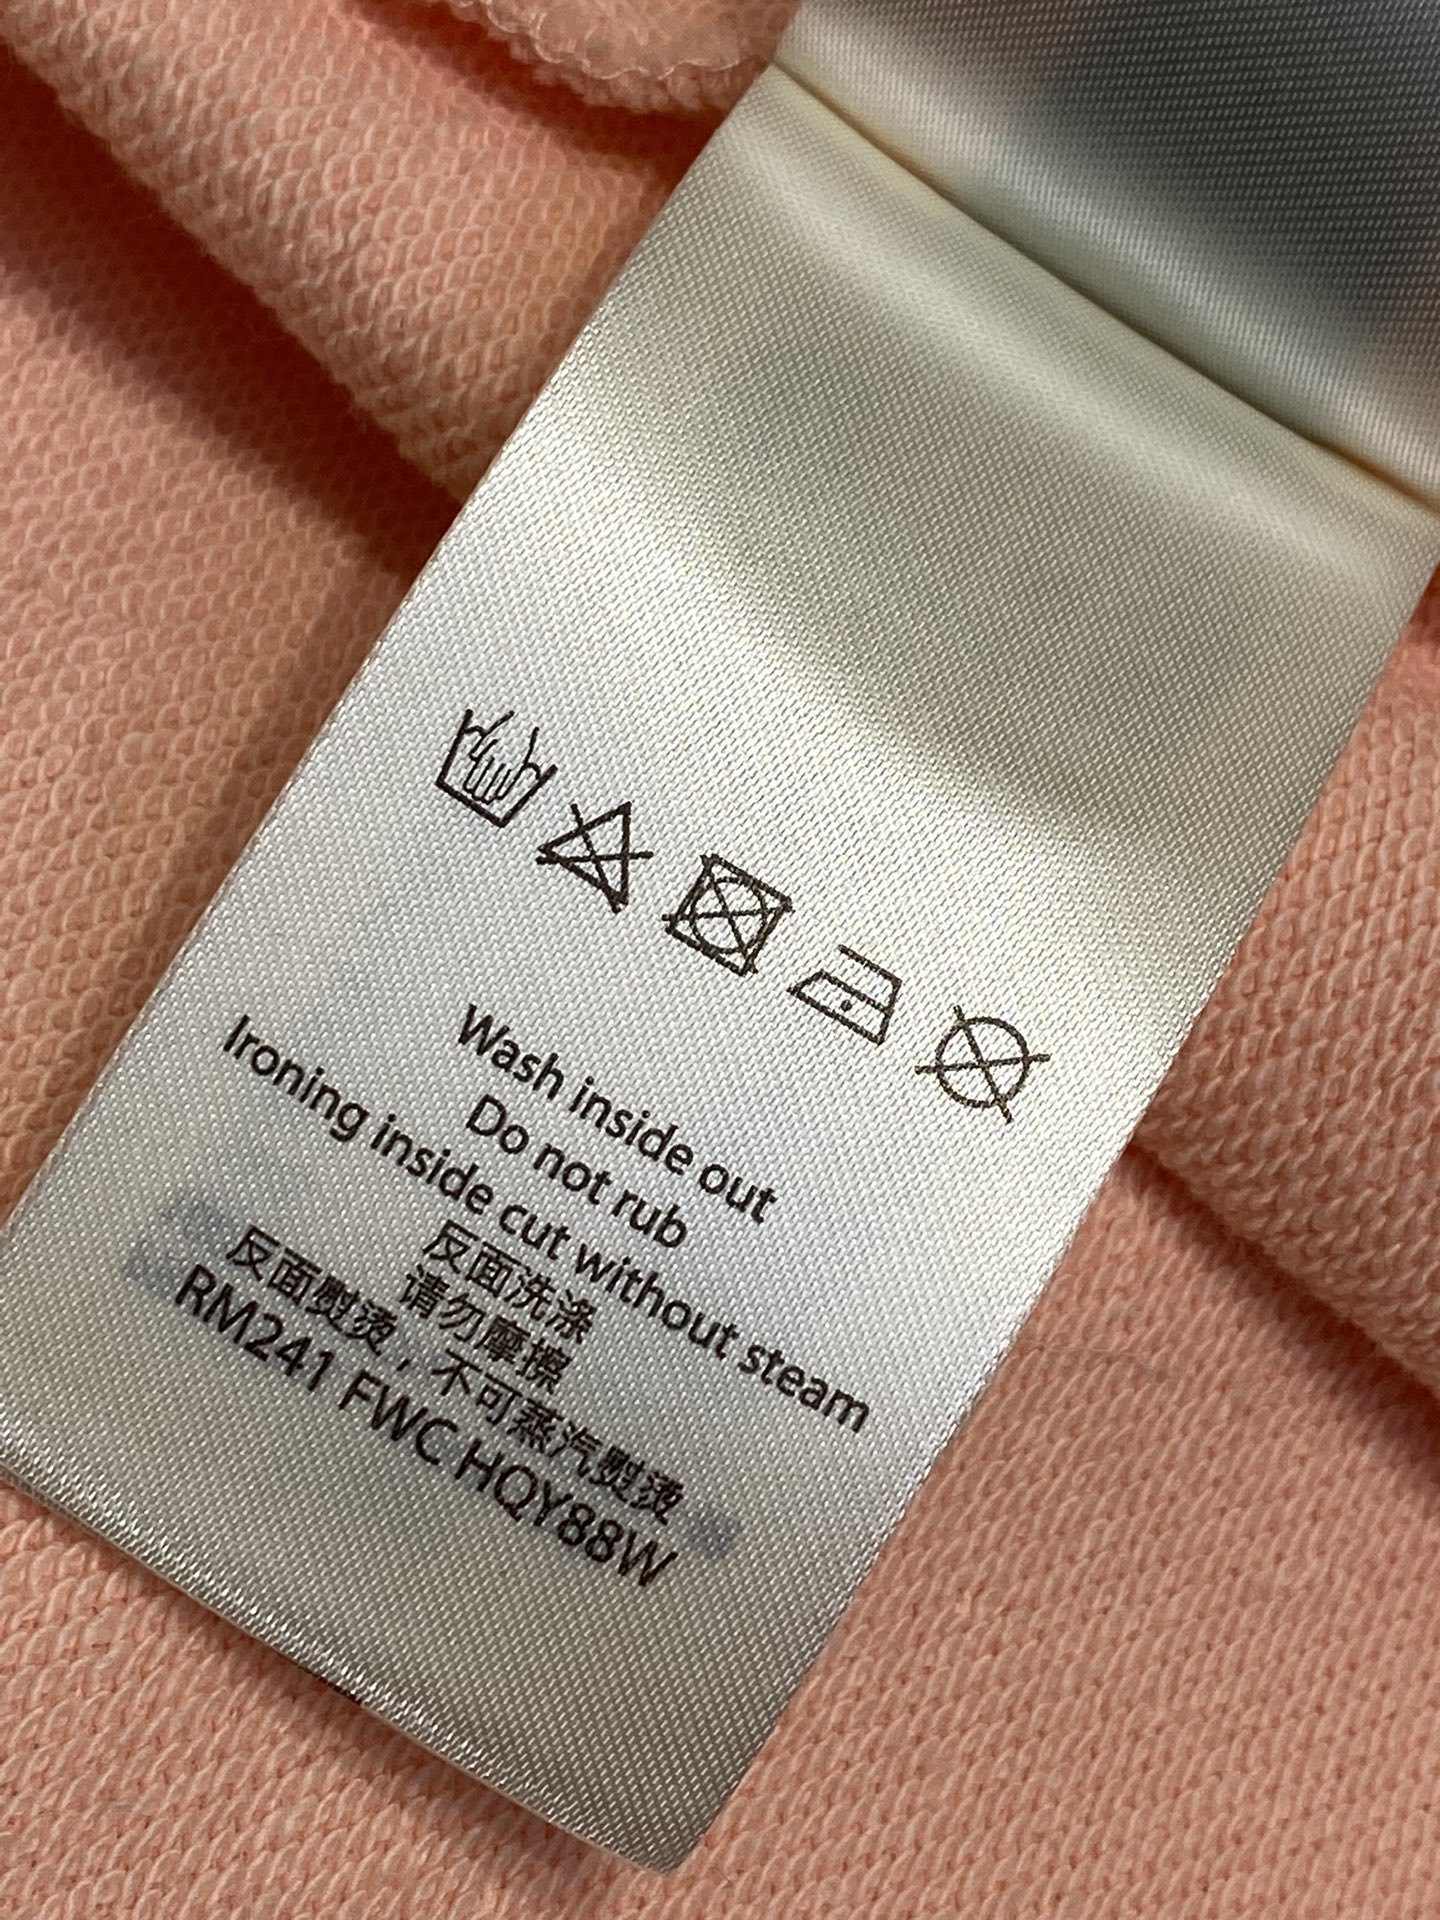 Wash inside out
Do not rub
Ironing inside cut without steam
反面洗涤
请勿摩擦
反面熨烫，不可蒸汽熨烫
RM241 FWC HQY88W